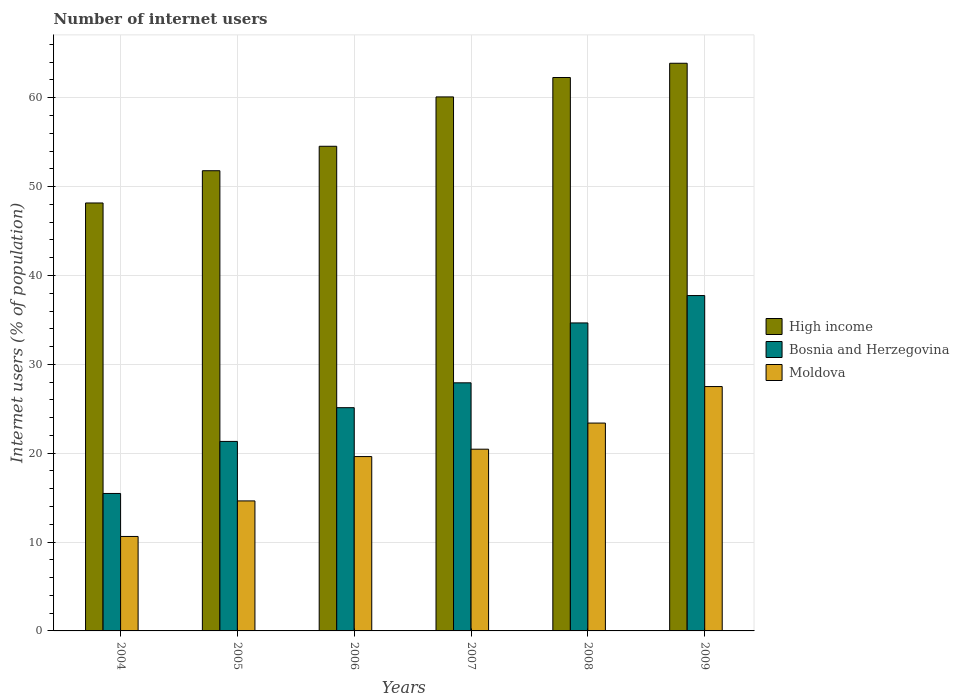 Number of internet users
Internet users (% of population)
60
50
40
30
20
10
0
2004
2005
2006
2007
2008
2009
Years
High income
Bosnia and Herzegovina
Moldova